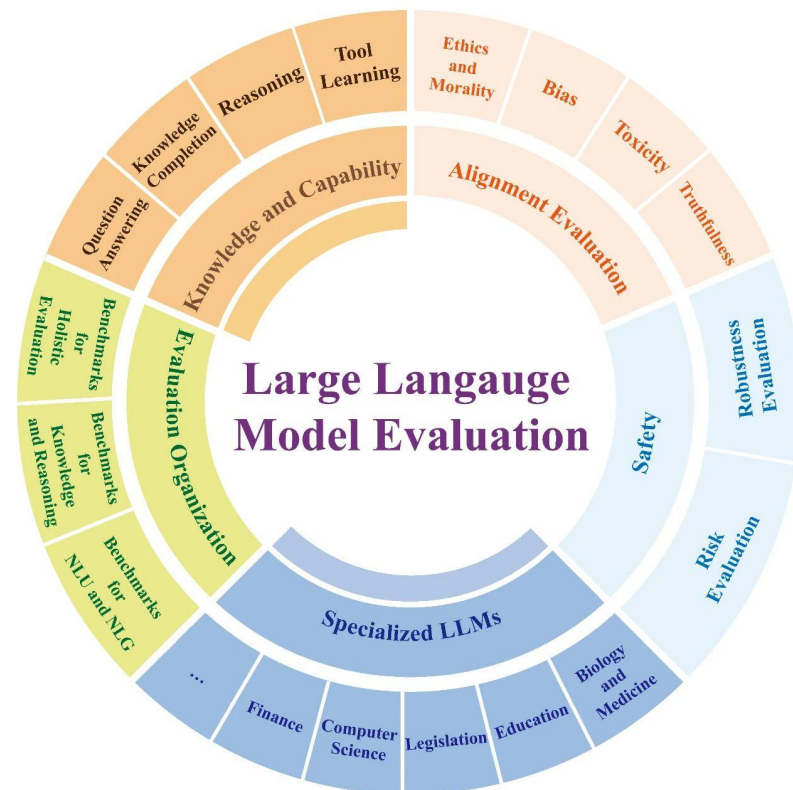 Large Langauge
Model Evaluation
Knowledge and Capability
Question
Answering
Knowledge
Completion
Reasoning
Tool
Learning
Alignment Evaluation
Ethics
and
Morality
Bias
Toxicity
Truthfulness
Safety
Robustness
Evaluation
Risk
Evaluation
Specialized LLMs
Biology
and
Medicine
Education
Legislation
Computer
Science
Finance
...
Evaluation Organization
Benchmarks
for
NLU and NLG
Benchmarks
for
Knowledge
and Reasoning
Benchmarks
for
Holistic
Evaluation